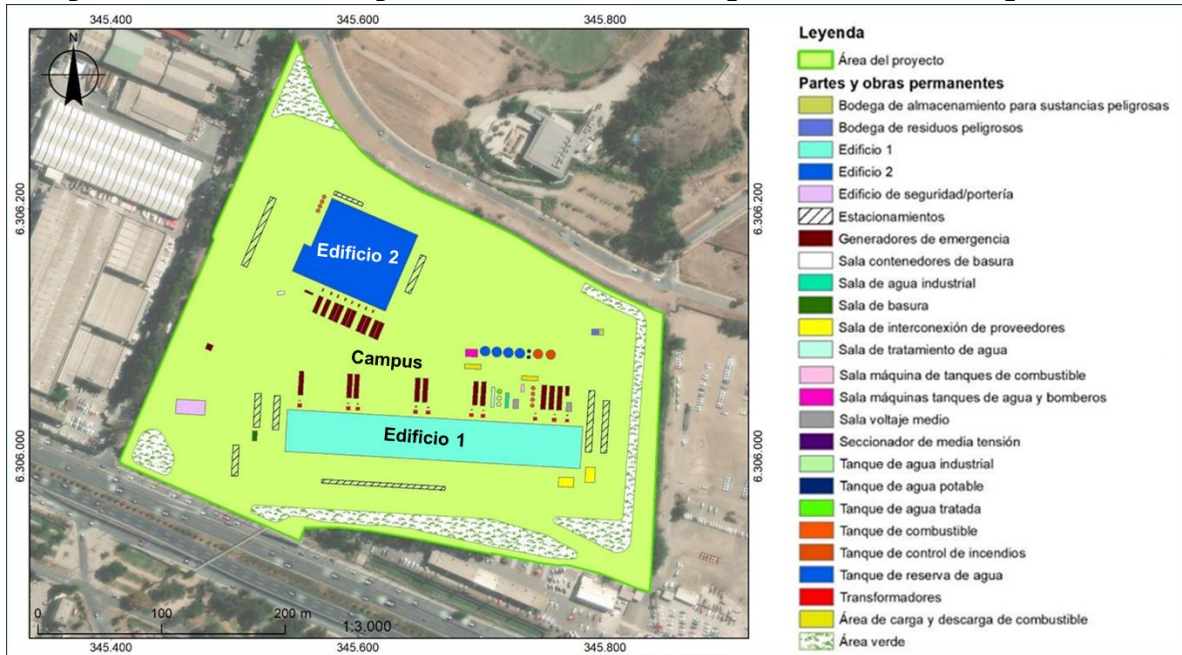 345.400 345.600 345.800
N
6.306.200 6.306.200
Edificio 2
Campus
Edificio 1
6.306.000 6.306.000
0 100 200 m
1:3.000
345.400 345.600 345.800
Leyenda
Área del proyecto
Partes y obras permanentes
Bodega de almacenamiento para sustancias peligrosas
Bodega de residuos peligrosos
Edificio 1
Edificio 2
Edificio de seguridad/portería
Estacionamientos
Generadores de emergencia
Sala contenedores de basura
Sala de agua industrial
Sala de basura
Sala de interconexión de proveedores
Sala de tratamiento de agua
Sala máquina de tanques de combustible
Sala máquinas tanques de agua y bomberos
Sala voltaje medio
Seccionador de media tensión
Tanque de agua industrial
Tanque de agua potable
Tanque de agua tratada
Tanque de combustible
Tanque de control de incendios
Tanque de reserva de agua
Transformadores
Área de carga y descarga de combustible
Área verde